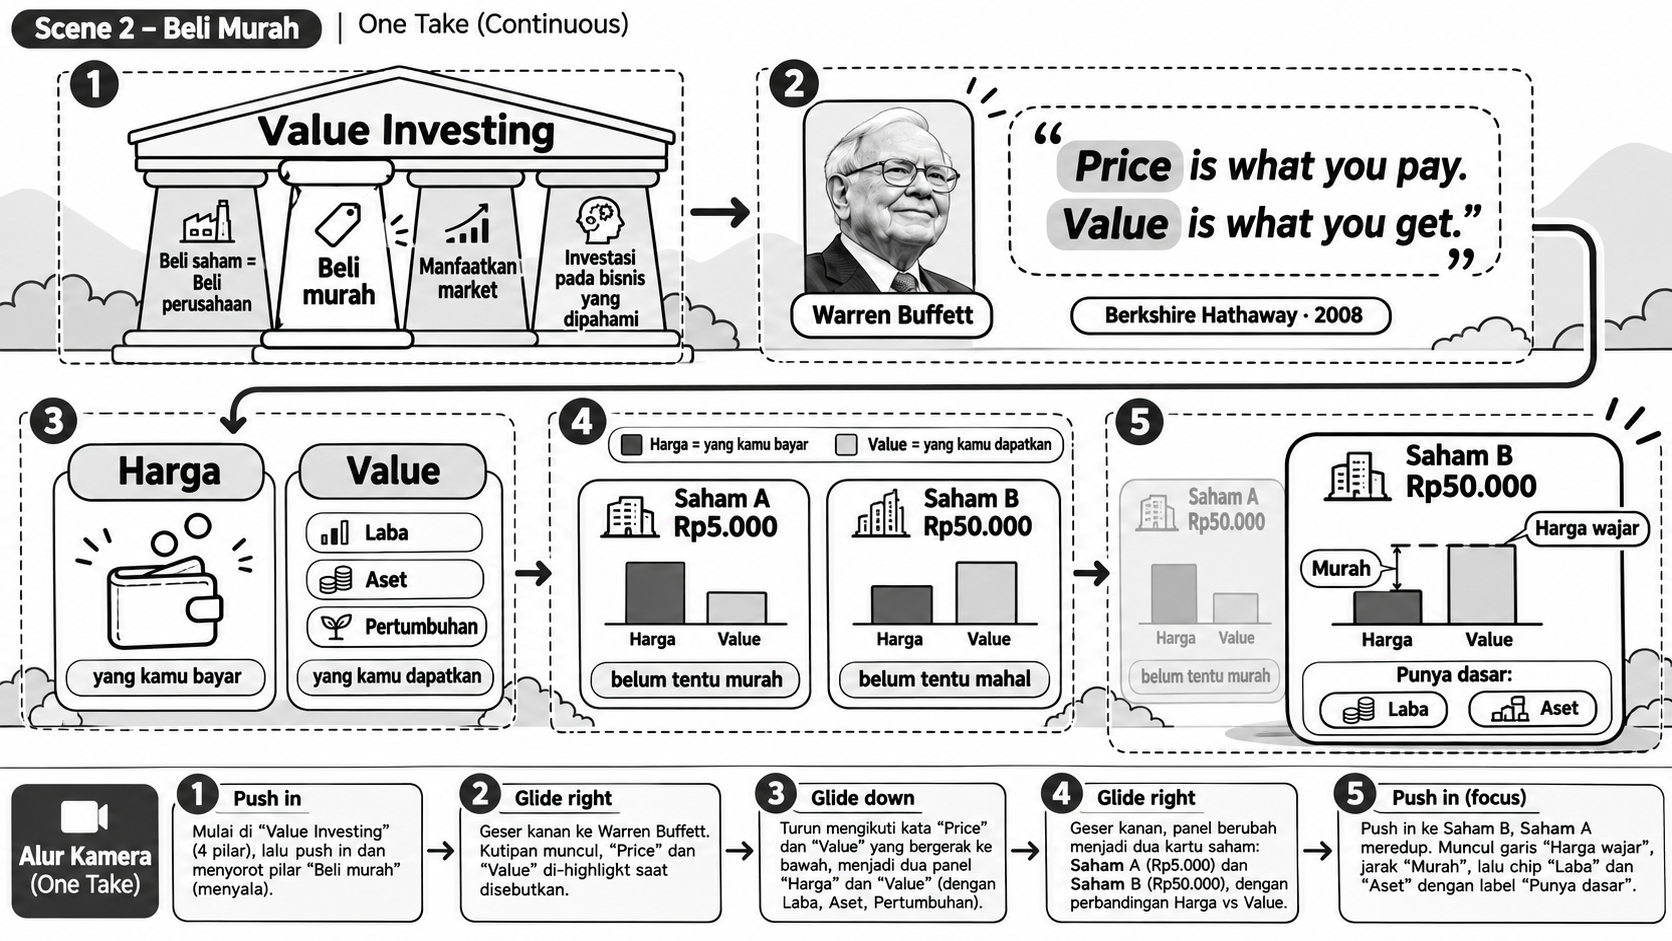 Scene 2 – Beli Murah | One Take (Continuous)
1
Value Investing
Beli saham =
Beli
perusahaan
Beli
murah
Manfaatkan
market
Investasi
pada bisnis
yang
dipahami
2
Warren Buffett
“Price is what you pay.
Value is what you get.”
”
Berkshire Hathaway · 2008
3
Harga
yang kamu bayar
Value
Laba
Aset
Pertumbuhan
yang kamu dapatkan
4
Harga = yang kamu bayar
Value = yang kamu dapatkan
Saham A
Rp5.000
Harga
Value
belum tentu murah
Saham B
Rp50.000
Harga
Value
belum tentu mahal
5
Saham A
Rp50.000
Harga
Value
belum tentu murah
Saham B
Rp50.000
Harga wajar
Murah
Harga
Value
Punya dasar:
Laba
Aset
Alur Kamera
(One Take)
1 Push in
Mulai di “Value Investing”
(4 pilar), lalu push in dan
menyorot pilar “Beli murah”
(menyala).
2 Glide right
Geser kanan ke Warren Buffett.
Kutipan muncul, “Price” dan
“Value” di-highligkt saat
disebutkan.
3 Glide down
Turun mengikuti kata “Price”
dan “Value” yang bergerak ke
bawah, menjadi dua panel
“Harga” dan “Value” (dengan
Laba, Aset, Pertumbuhan).
4 Glide right
Geser kanan, panel berubah
menjadi dua kartu saham:
Saham A (Rp5.000) dan
Saham B (Rp50.000), dengan
perbandingan Harga vs Value.
5 Push in (focus)
Push in ke Saham B, Saham A
meredup. Muncul garis “Harga wajar”,
jarak “Murah”, lalu chip “Laba” dan
“Aset” dengan label “Punya dasar”.